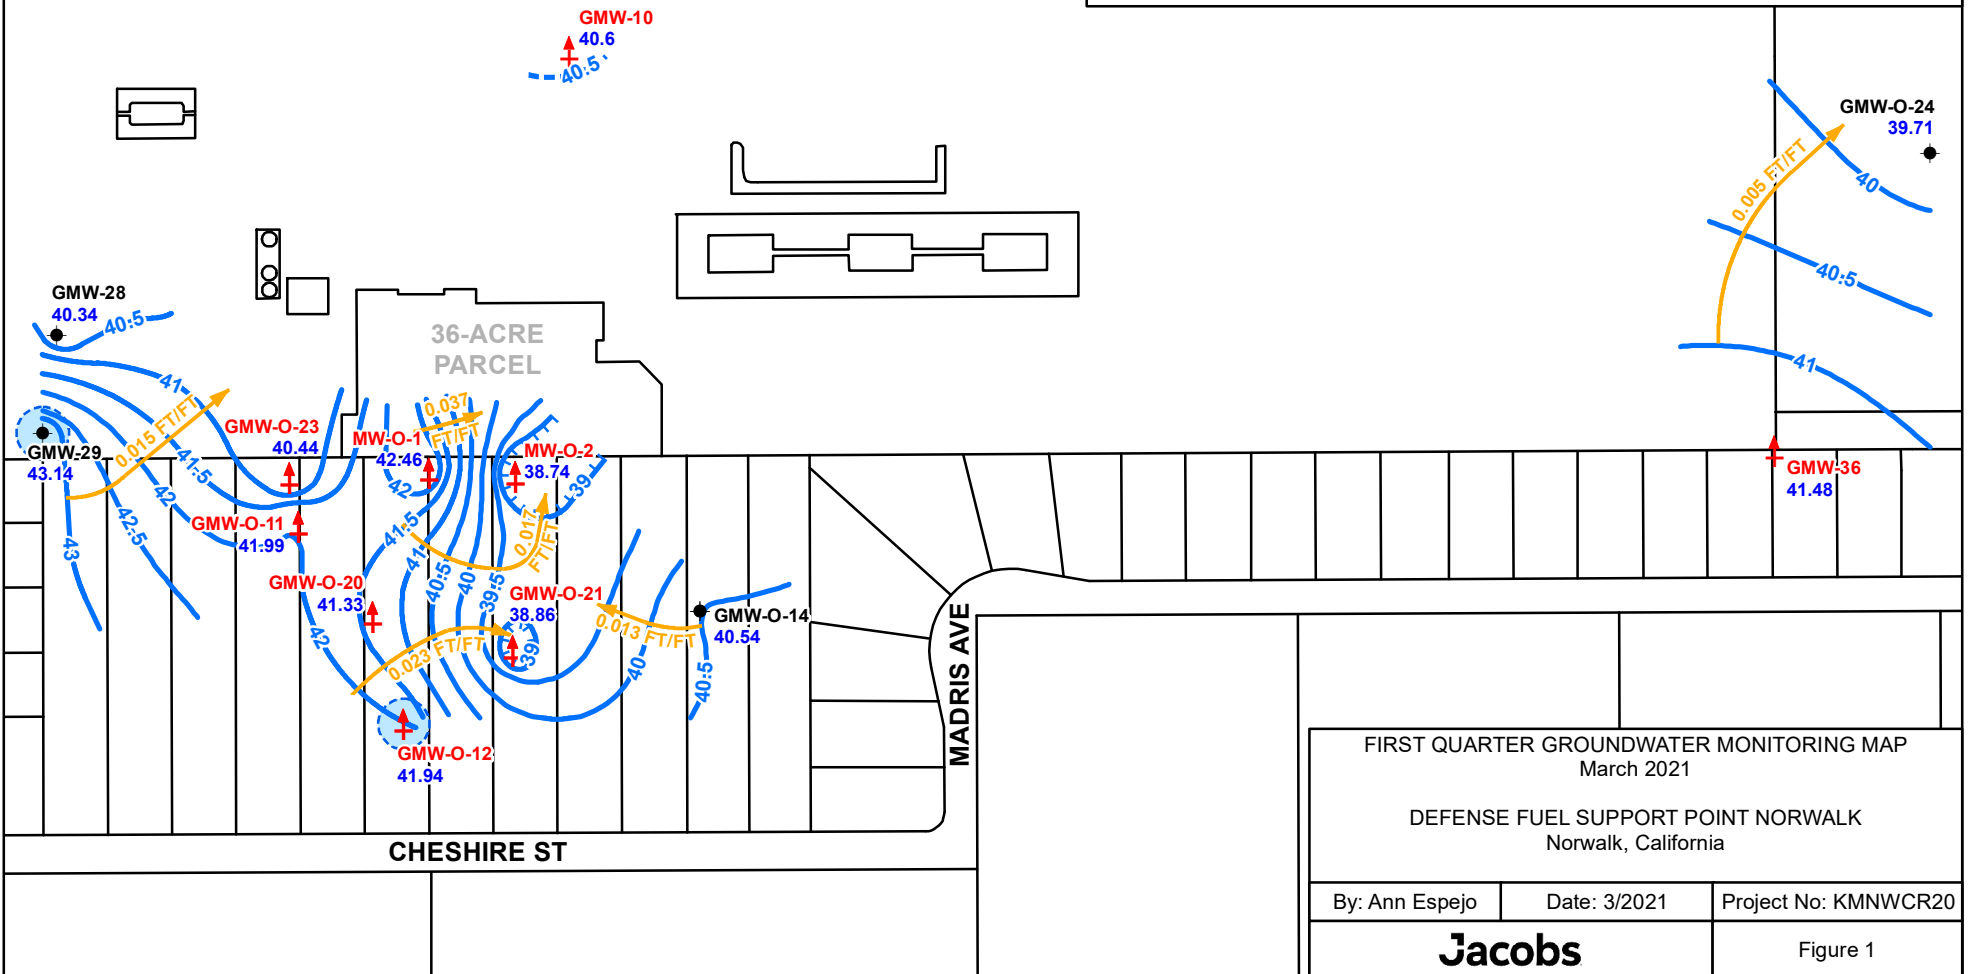 GMW-10
40.6
40.5
GMW-O-24
39.71
0.005 FT/FT
40
40.5
41
GMW-28
40.34
40.5
36-ACRE
PARCEL
41
0.015 FT/FT
GMW-O-23
40.44
MW-O-1
42.46
0.037
FT/FT
MW-O-2
38.74
39
GMW-29
43.14
41.5
42
42.5
43
42
GMW-O-11
41.99
41.5
41
40.5
40
39.5
0.017
FT/FT
GMW-36
41.48
GMW-O-20
41.33
GMW-O-21
38.86
39
GMW-O-14
40.54
0.013 FT/FT
0.023 FT/FT
42
40
40.5
GMW-O-12
41.94
MADRIS AVE
CHESHIRE ST
FIRST QUARTER GROUNDWATER MONITORING MAP
March 2021
DEFENSE FUEL SUPPORT POINT NORWALK
Norwalk, California
By: Ann Espejo
Date: 3/2021
Project No: KMNWCR20
Jacobs
Figure 1